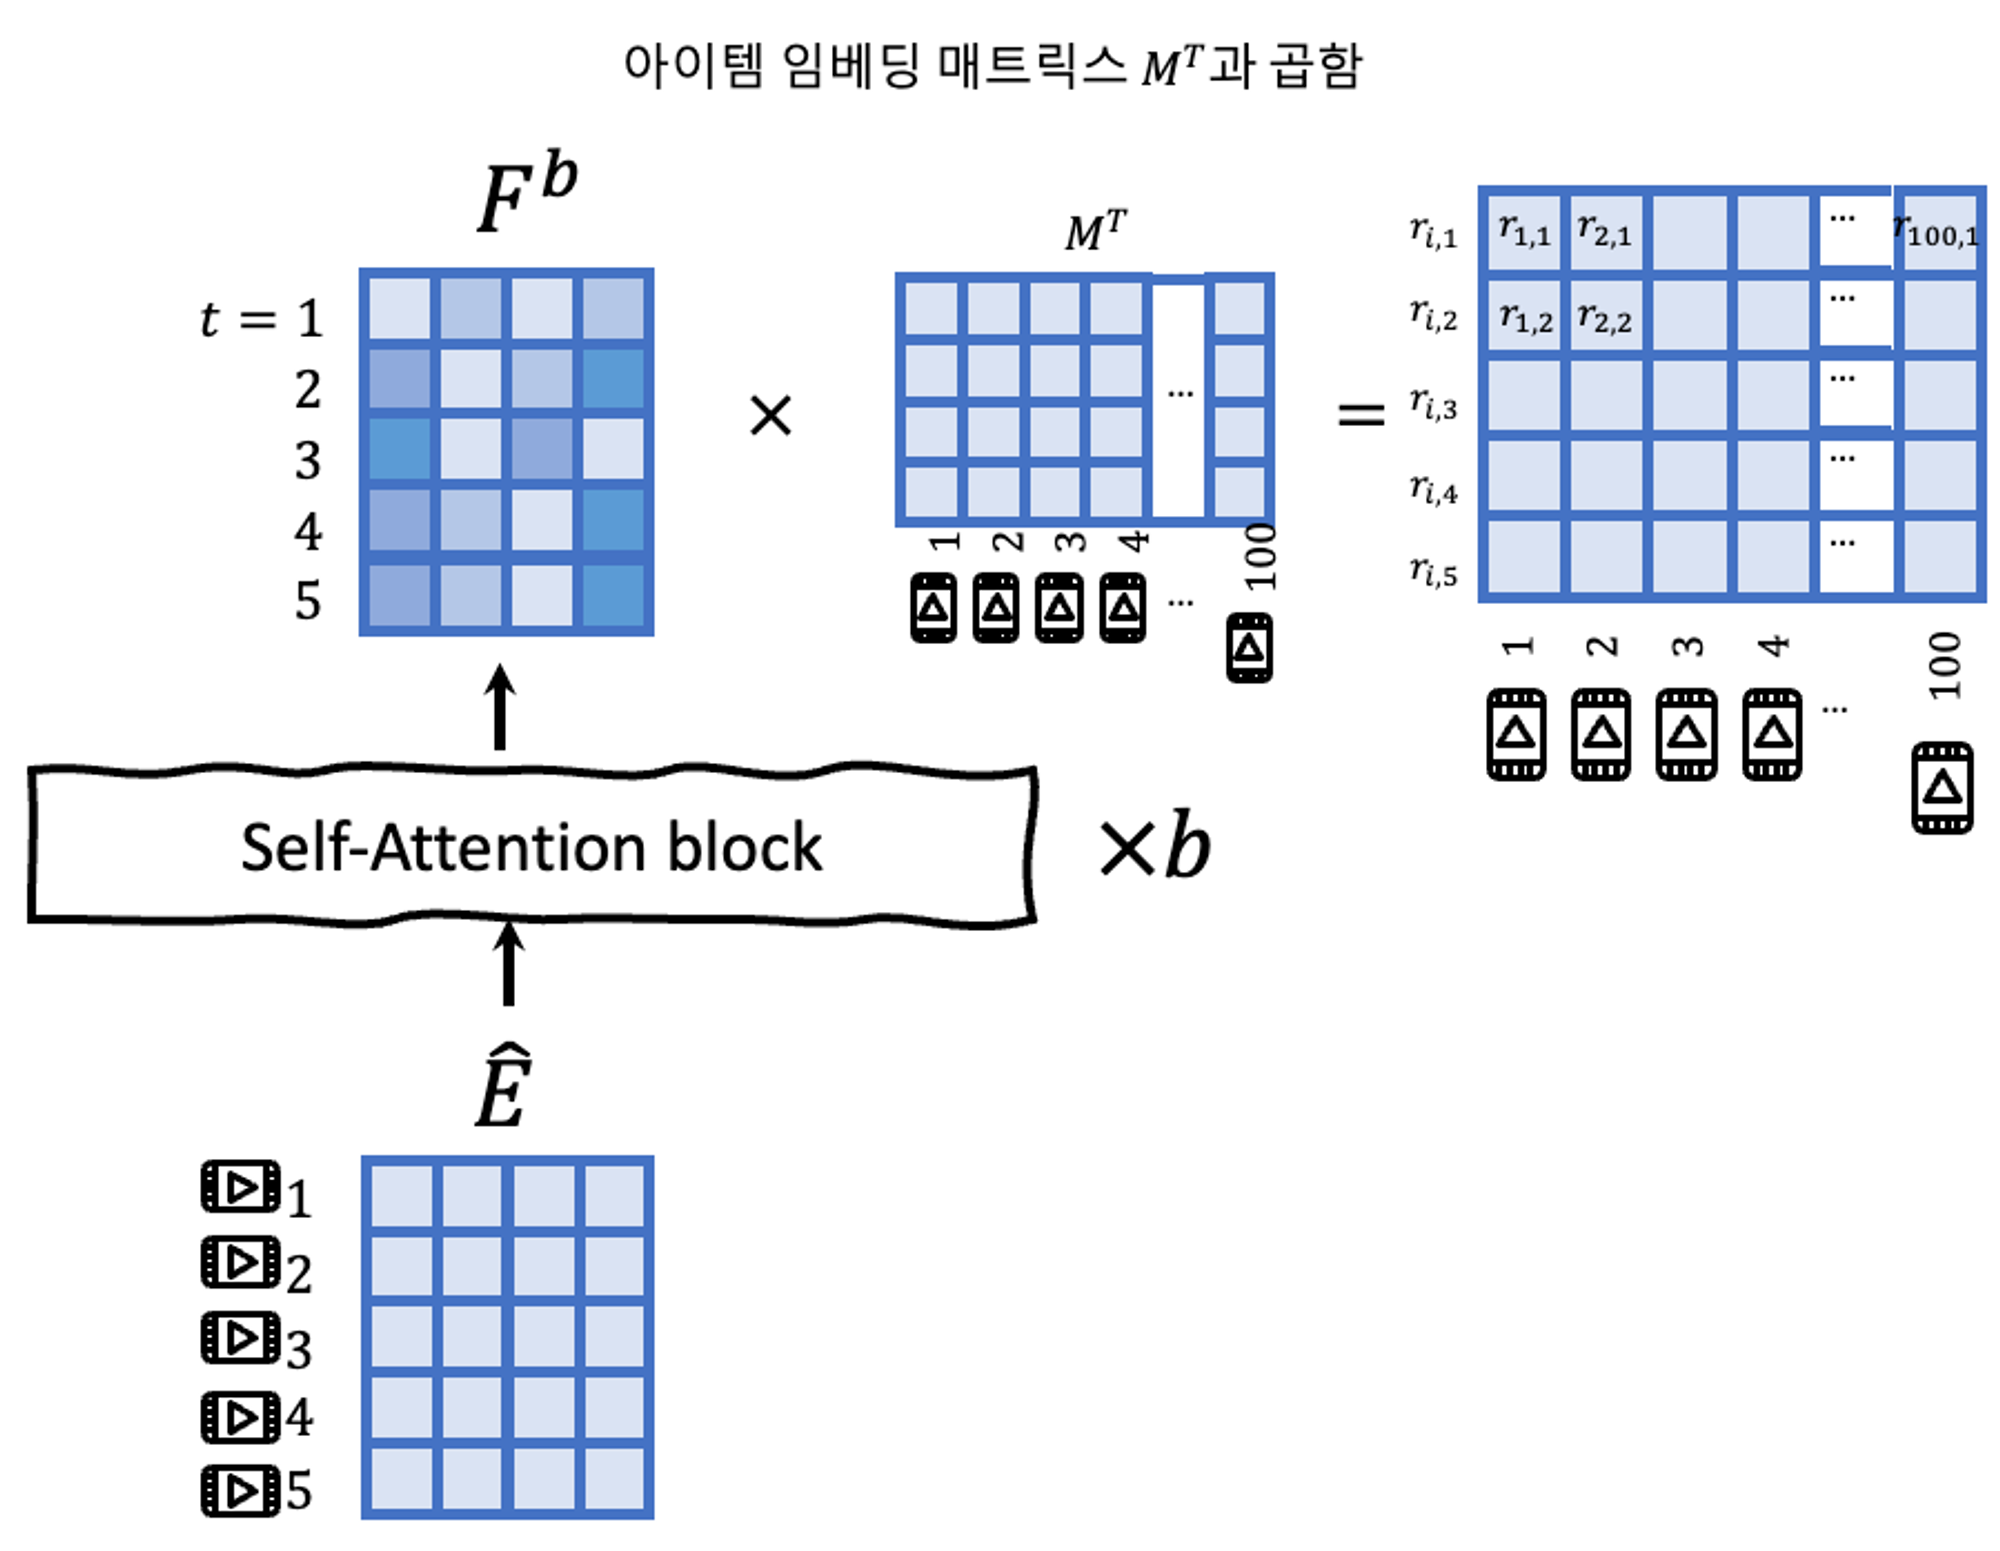 아이템 임베딩 매트릭스 M^T과 곱함
F^b
t = 1
2
3
4
5
×
M^T
...
1 2 3 4 ... 100
=
r_{i,1} r_{1,1} r_{2,1} ... r_{100,1}
r_{i,2} r_{1,2} r_{2,2} ...
r_{i,3} ...
r_{i,4} ...
r_{i,5} ...
1 2 3 4 ... 100
Self-Attention block ×b
Ê
1
2
3
4
5